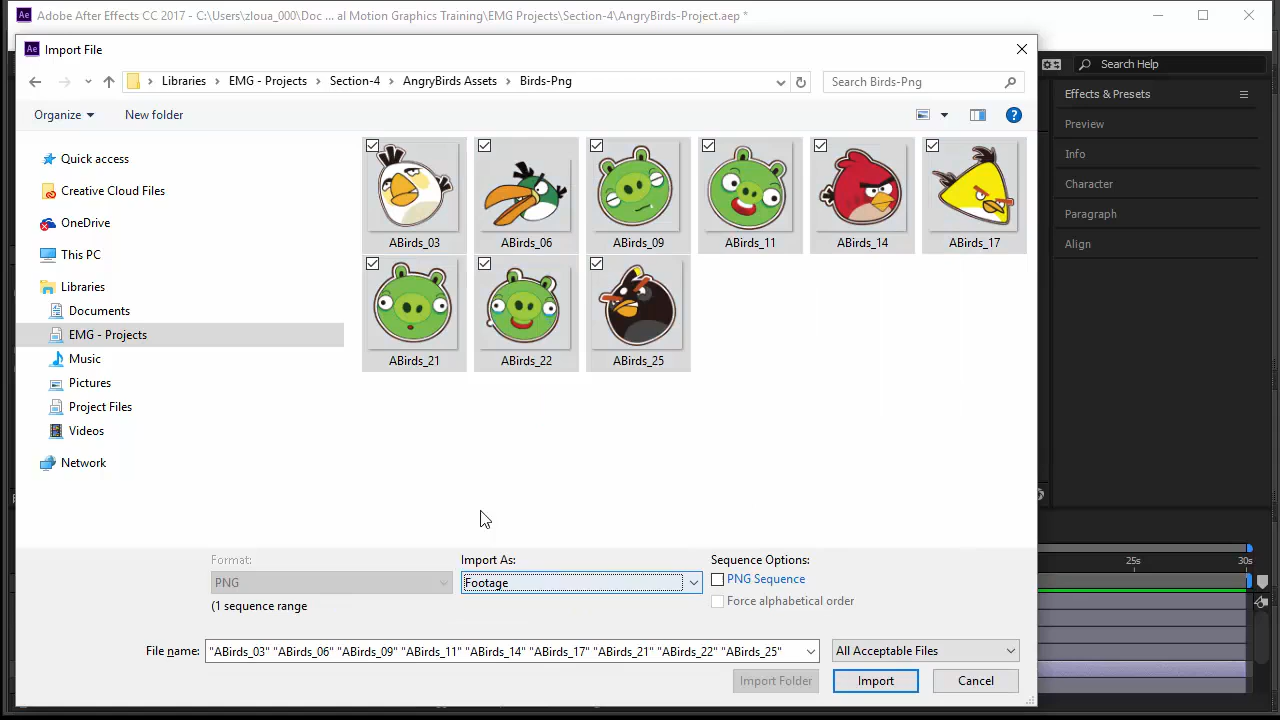 Adobe After Effects CC 2017 - C:\Users\zloua_000\Doc ... al Motion Graphics Training\EMG Projects\Section-4\AngryBirds-Project.aep *
Import File
Libraries > EMG - Projects > Section-4 > AngryBirds Assets > Birds-Png
Search Birds-Png
Search Help
Organize
New folder
Effects & Presets
Preview
Info
Character
Paragraph
Align
Quick access
Creative Cloud Files
OneDrive
This PC
Libraries
Documents
EMG - Projects
Music
Pictures
Project Files
Videos
Network
ABirds_03
ABirds_06
ABirds_09
ABirds_11
ABirds_14
ABirds_17
ABirds_21
ABirds_22
ABirds_25
Format:
PNG
(1 sequence range
Import As:
Footage
Sequence Options:
PNG Sequence
Force alphabetical order
25s
30s
File name:
"ABirds_03" "ABirds_06" "ABirds_09" "ABirds_11" "ABirds_14" "ABirds_17" "ABirds_21" "ABirds_22" "ABirds_25"
All Acceptable Files
Import Folder
Import
Cancel